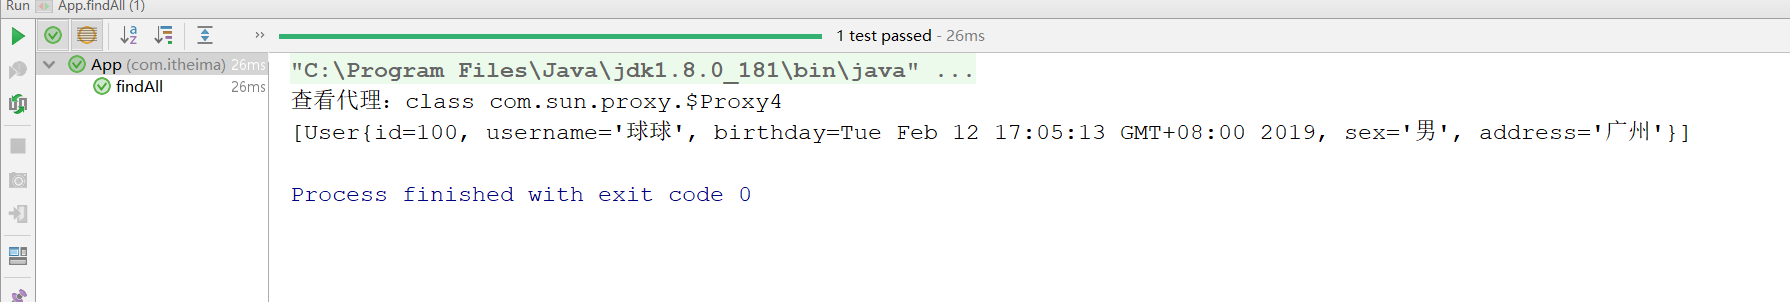 Run App.findAll (1)
» 1 test passed - 26ms
App (com.itheima) 26ms
findAll 26ms
"C:\Program Files\Java\jdk1.8.0_181\bin\java" ...
查看代理：class com.sun.proxy.$Proxy4
[User{id=100, username='球球', birthday=Tue Feb 12 17:05:13 GMT+08:00 2019, sex='男', address='广州'}]
Process finished with exit code 0